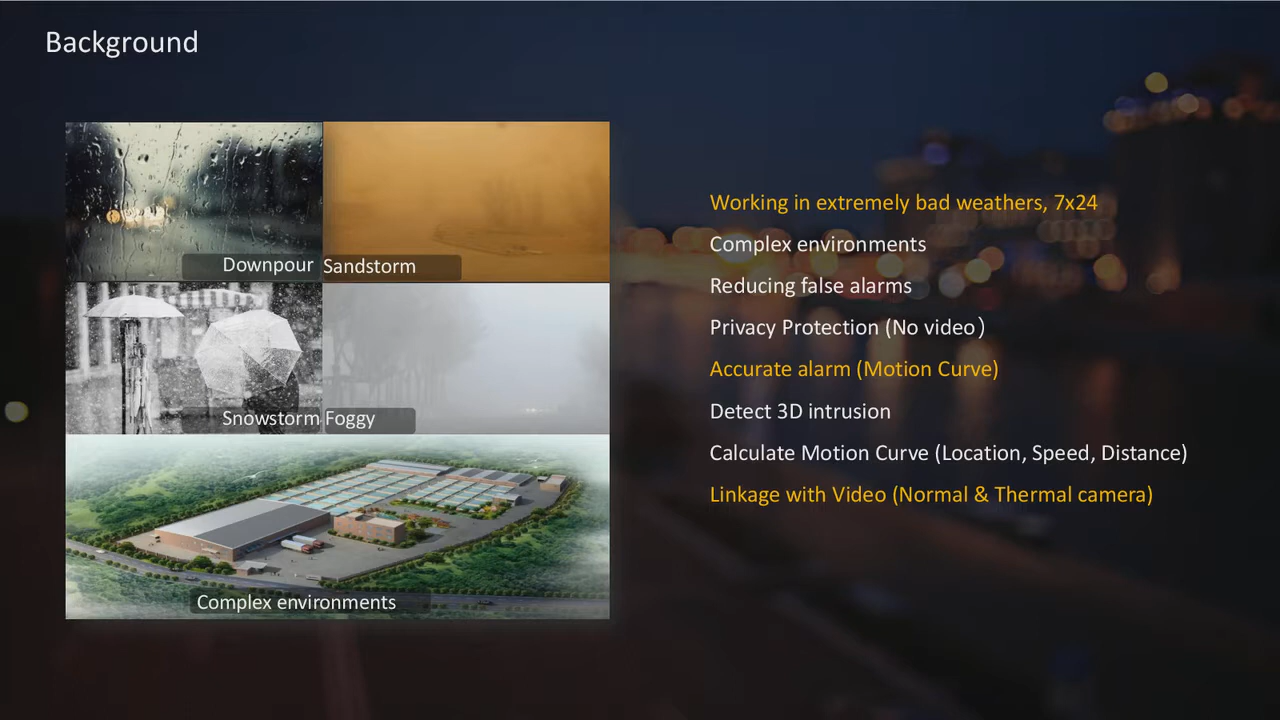 Background
Downpour
Sandstorm
Snowstorm
Foggy
Complex environments
Working in extremely bad weathers, 7x24
Complex environments
Reducing false alarms
Privacy Protection (No video）
Accurate alarm (Motion Curve)
Detect 3D intrusion
Calculate Motion Curve (Location, Speed, Distance)
Linkage with Video (Normal & Thermal camera)